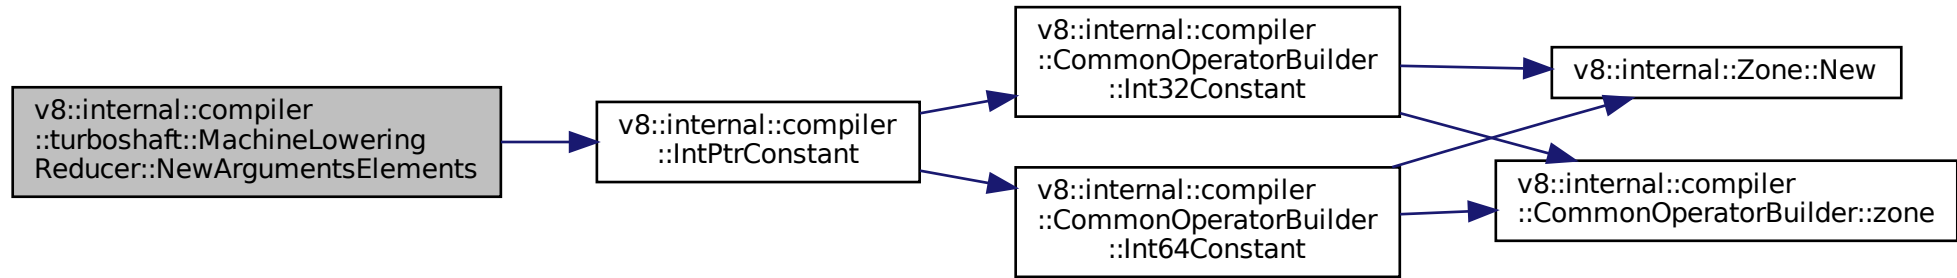 v8::internal::compiler
::turboshaft::MachineLowering
Reducer::NewArgumentsElements
v8::internal::compiler
::IntPtrConstant
v8::internal::compiler
::CommonOperatorBuilder
::Int32Constant
v8::internal::compiler
::CommonOperatorBuilder
::Int64Constant
v8::internal::Zone::New
v8::internal::compiler
::CommonOperatorBuilder::zone